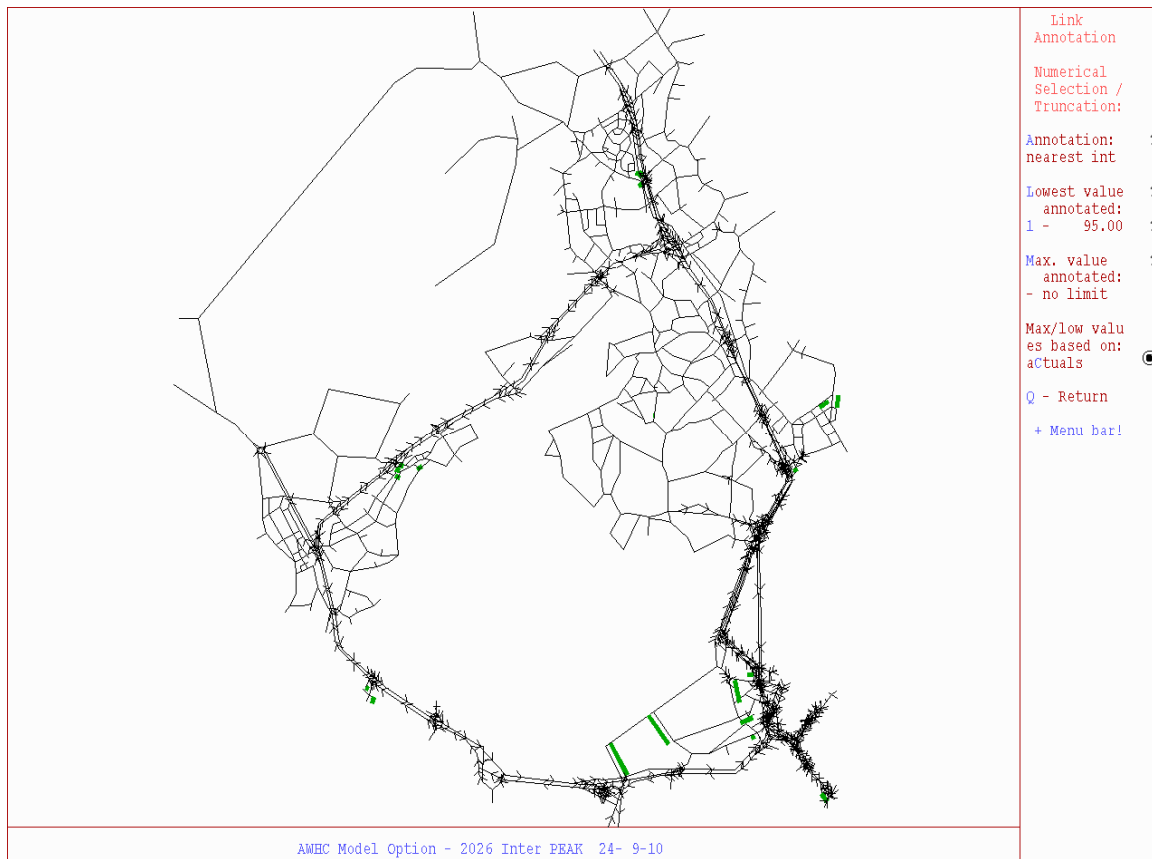 Link
Annotation
Numerical
Selection /
Truncation:
Annotation: ?
nearest int
Lowest value ?
annotated:
1 - 95.00 ?
Max. value ?
annotated:
- no limit
Max/low valu
es based on:
aCtuals
Q - Return
+ Menu bar!
AWHC Model Option - 2026 Inter PEAK 24- 9-10